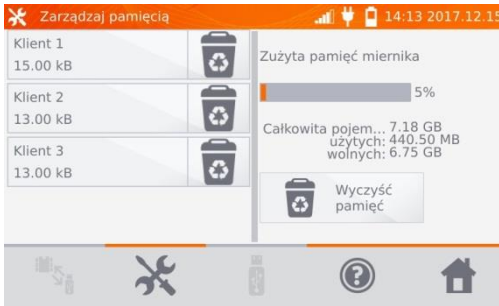 Zarządzaj pamięcią
14:13 2017.12.15
Klient 1
15.00 kB
Klient 2
13.00 kB
Klient 3
13.00 kB
Zużyta pamięć miernika
5%
Całkowita pojem... 7.18 GB
użytych: 440.50 MB
wolnych: 6.75 GB
Wyczyść
pamięć